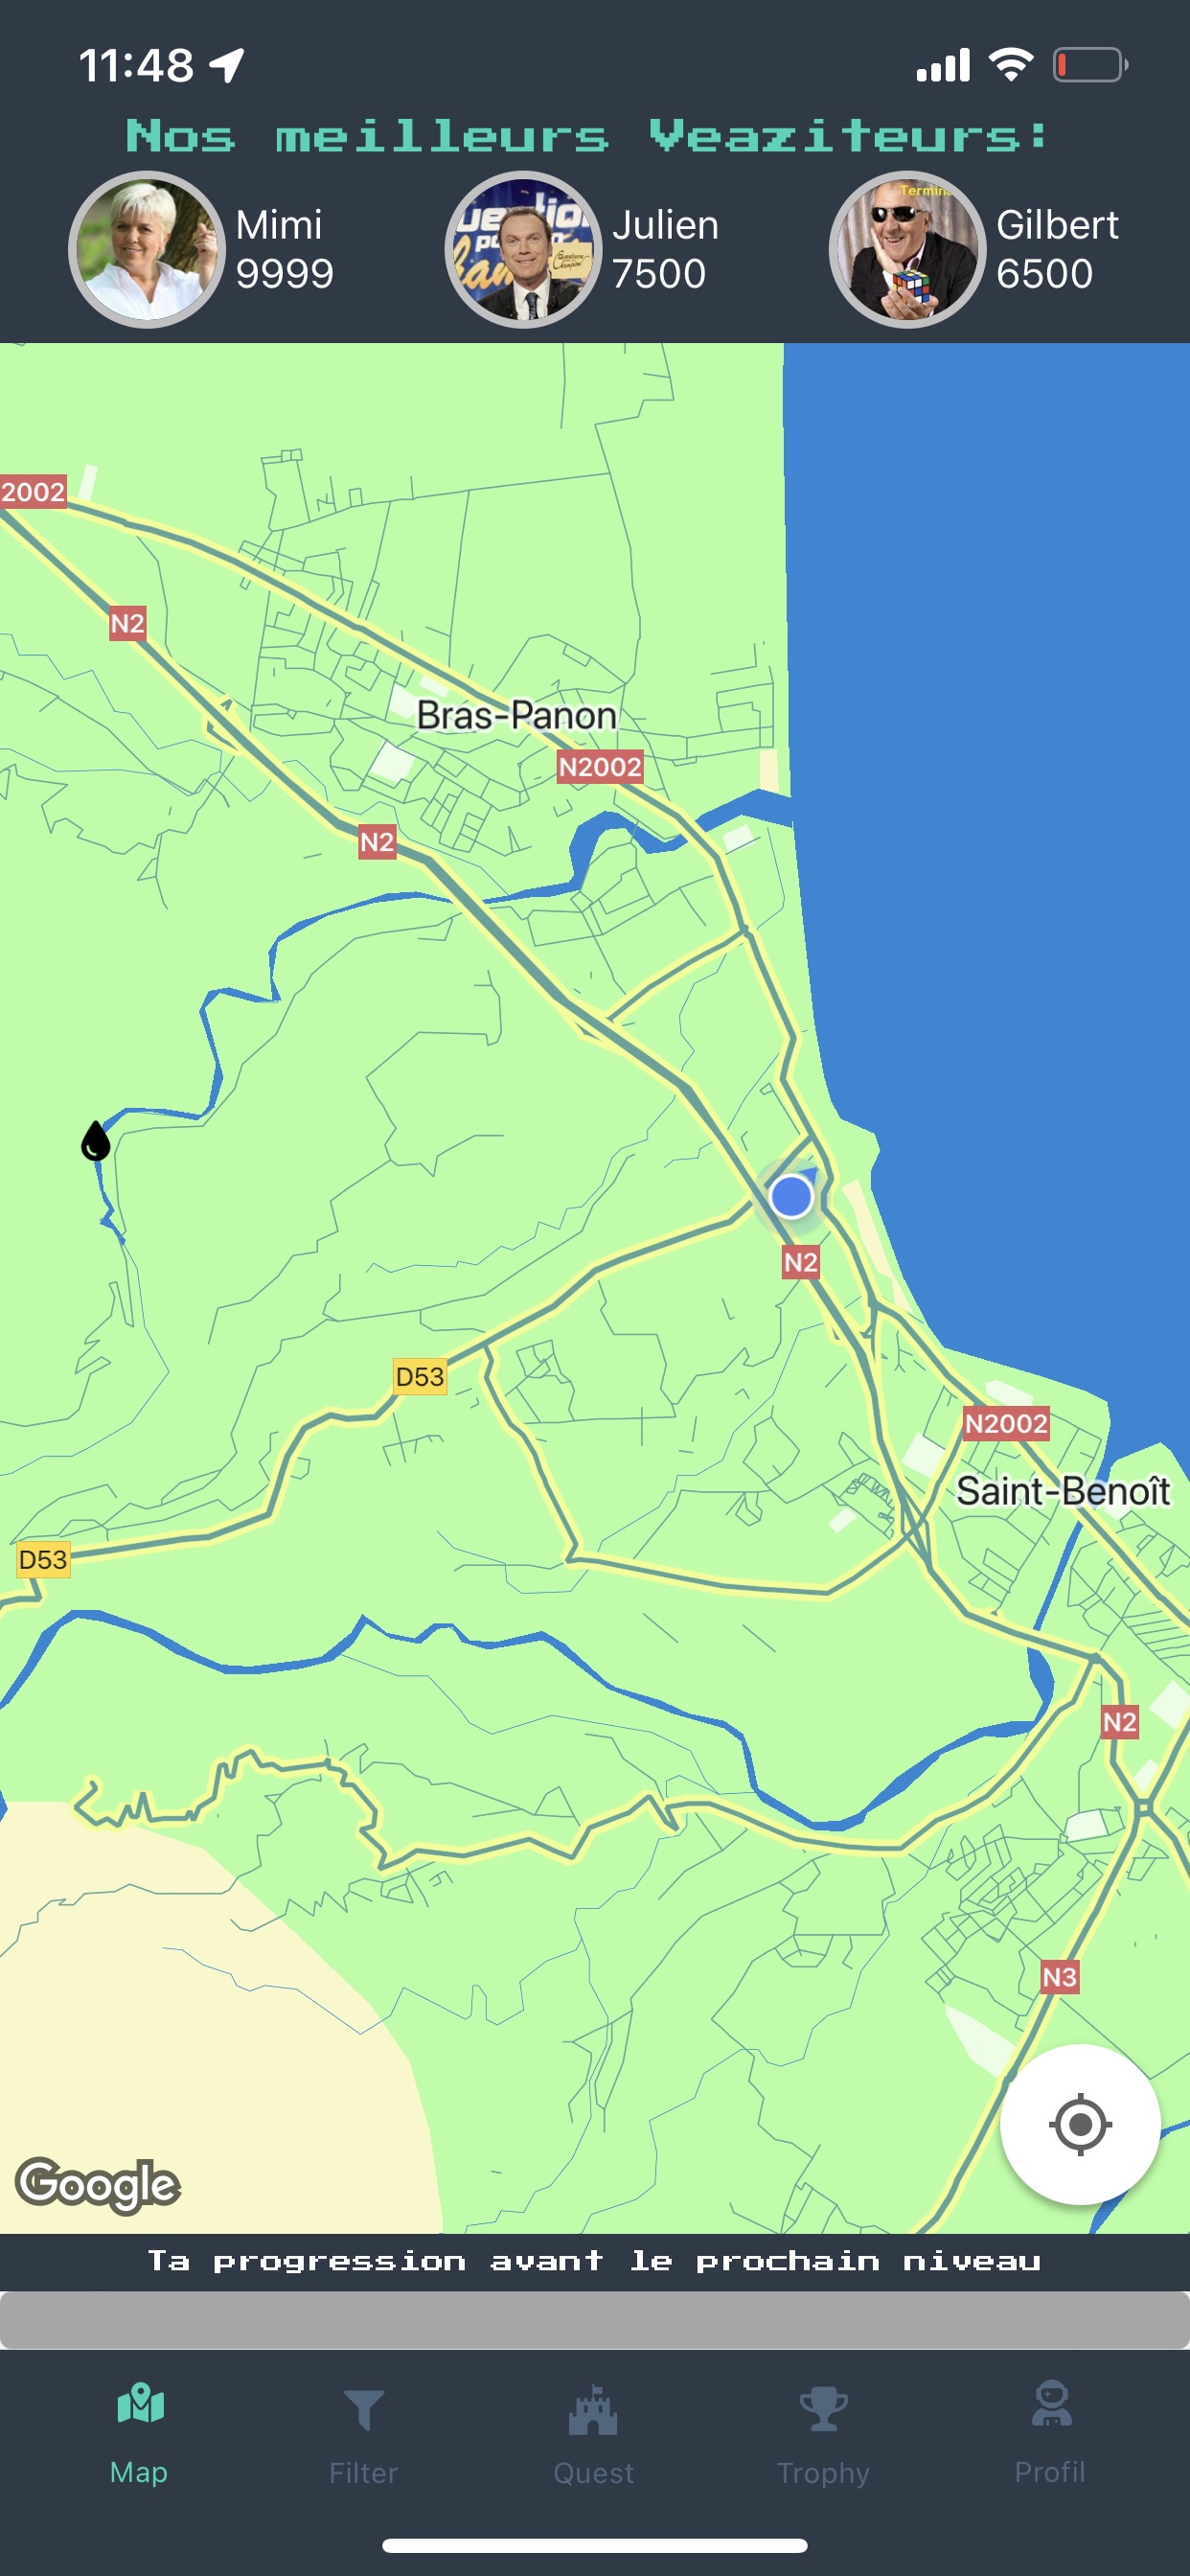 11:48
Nos meilleurs Veaziteurs:
Mimi
9999
Julien
7500
Termin
Gilbert
6500
2002
N2
Bras-Panon
N2002
N2
N2
D53
N2002
Saint-Benoît
D53
N2
N3
Google
Ta progression avant le prochain niveau
Map
Filter
Quest
Trophy
Profil